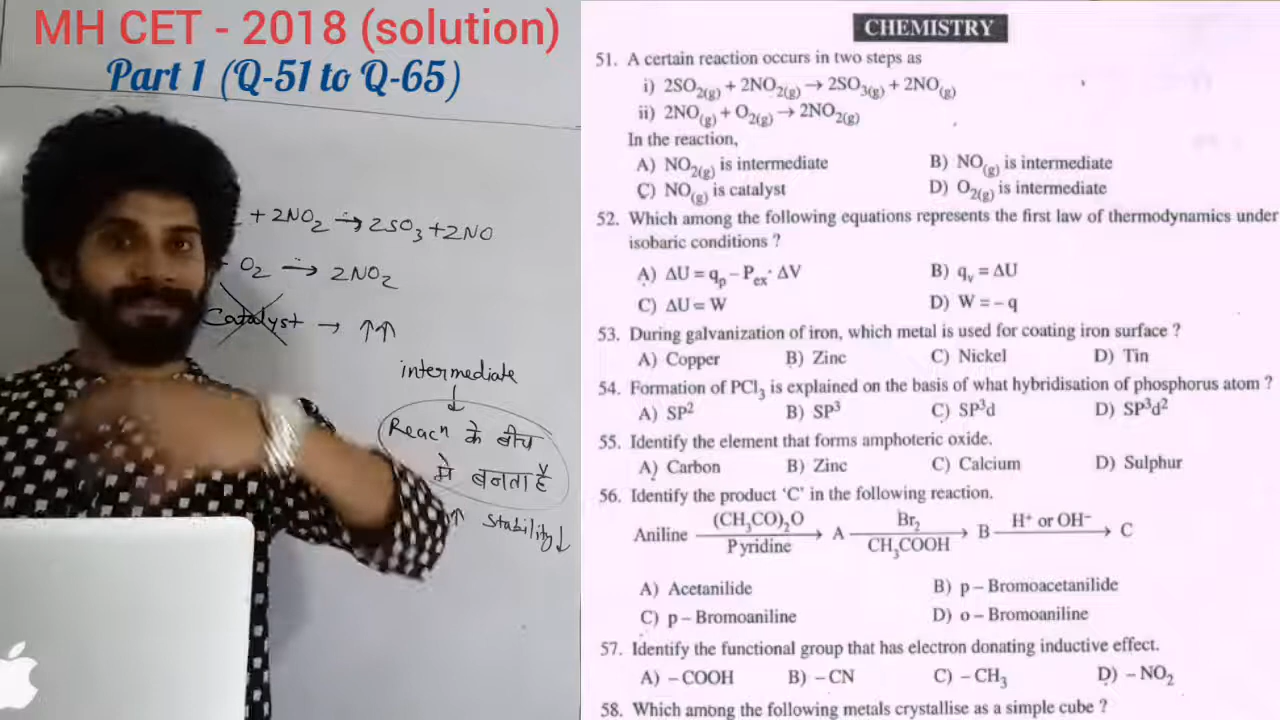 MH CET - 2018 (solution)
Part 1 (Q-51 to Q-65)
+ 2NO₂ → 2SO₃ + 2NO
O₂ → 2NO₂
Catalyst → ↑↑
intermediate
↓
Reacⁿ के बीच
मे बनता है
↑ Stability ↓
CHEMISTRY
51. A certain reaction occurs in two steps as
i) 2SO₂(g) + 2NO₂(g) → 2SO₃(g) + 2NO(g)
ii) 2NO(g) + O₂(g) → 2NO₂(g)
In the reaction,
A) NO₂(g) is intermediate B) NO(g) is intermediate
C) NO(g) is catalyst D) O₂(g) is intermediate
52. Which among the following equations represents the first law of thermodynamics under
isobaric conditions ?
A) ΔU = qₚ – Pₑₓ· ΔV B) qᵥ = ΔU
C) ΔU = W D) W = – q
53. During galvanization of iron, which metal is used for coating iron surface ?
A) Copper B) Zinc C) Nickel D) Tin
54. Formation of PCl₃ is explained on the basis of what hybridisation of phosphorus atom ?
A) SP² B) SP³ C) SP³d D) SP³d²
55. Identify the element that forms amphoteric oxide.
A) Carbon B) Zinc C) Calcium D) Sulphur
56. Identify the product ‘C’ in the following reaction.
Aniline (CH₃CO)₂O Pyridine → A Br₂ CH₃COOH → B H⁺ or OH⁻ → C
A) Acetanilide B) p – Bromoacetanilide
C) p – Bromoaniline D) o – Bromoaniline
57. Identify the functional group that has electron donating inductive effect.
A) – COOH B) – CN C) – CH₃ D) – NO₂
58. Which among the following metals crystallise as a simple cube ?